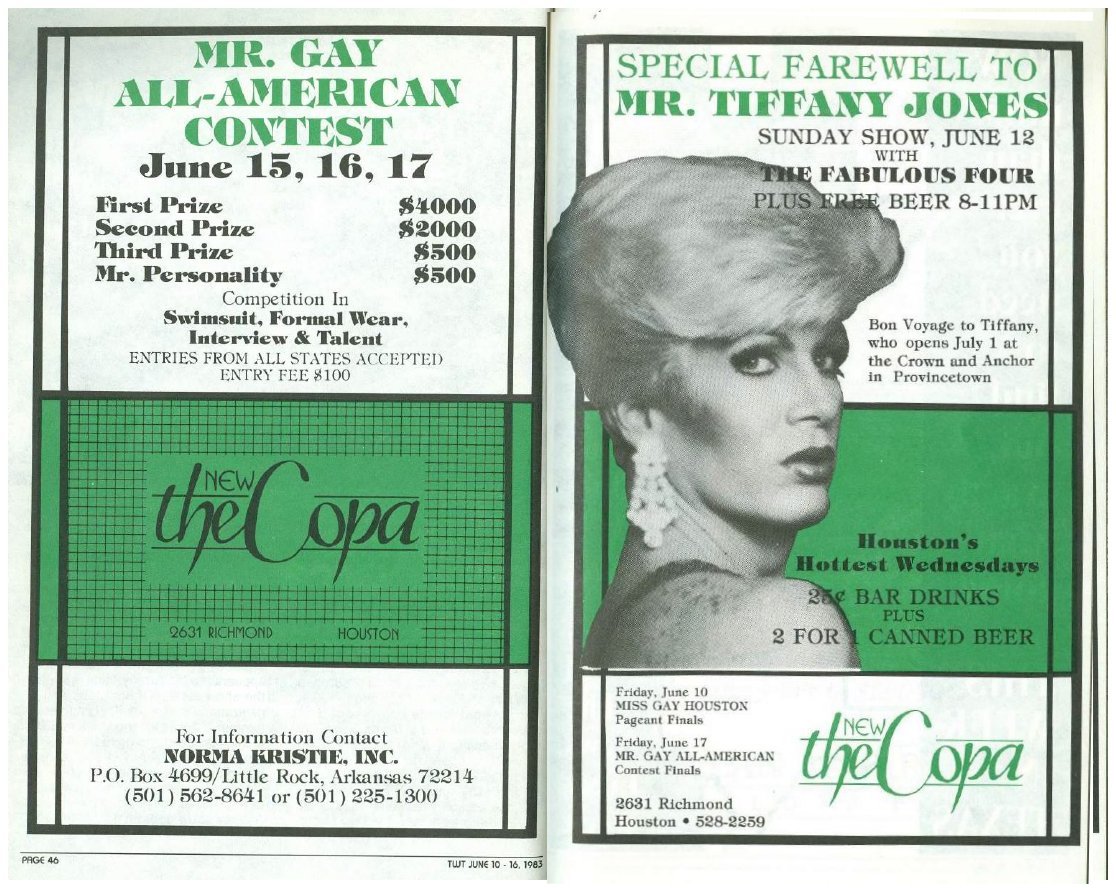 MR. GAY
ALL-AMERICAN
CONTEST
June 15, 16, 17
First Prize $4000
Second Prize $2000
Third Prize $500
Mr. Personality $500
Competition In
Swimsuit, Formal Wear,
Interview & Talent
ENTRIES FROM ALL STATES ACCEPTED
ENTRY FEE $100
NEW
the Copa
2631 RICHMOND HOUSTON
For Information Contact
NORMA KRISTIE, INC.
P.O. Box 4699/Little Rock, Arkansas 72214
(501) 562-8641 or (501) 225-1300
PAGE 46
TWT JUNE 10 - 16, 1983
SPECIAL FAREWELL TO
MR. TIFFANY JONES
SUNDAY SHOW, JUNE 12
WITH
THE FABULOUS FOUR
PLUS FREE BEER 8-11PM
Bon Voyage to Tiffany,
who opens July 1 at
the Crown and Anchor
in Provincetown
Houston's
Hottest Wednesdays
25¢ BAR DRINKS
PLUS
2 FOR 1 CANNED BEER
Friday, June 10
MISS GAY HOUSTON
Pageant Finals
Friday, June 17
MR. GAY ALL-AMERICAN
Contest Finals
2631 Richmond
Houston • 528-2259
NEW
the Copa